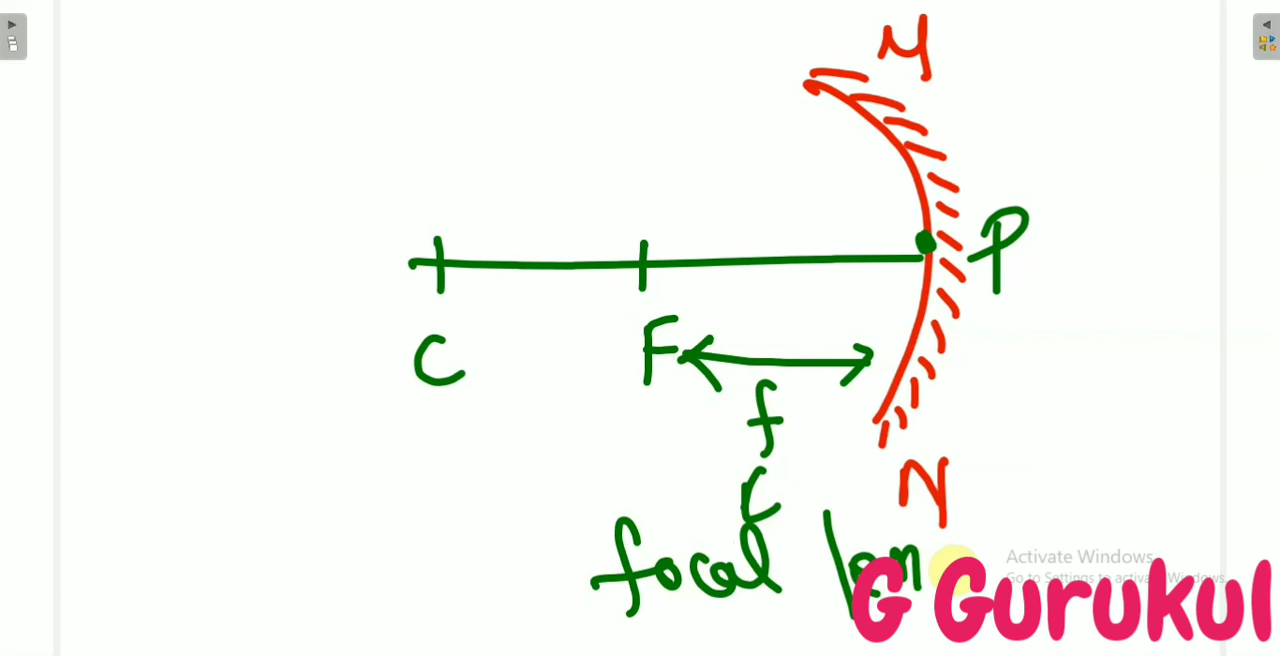 M
P
C
F
f
N
focal len
Activate Windows
Go to Settings to activate Windows.
G Gurukul